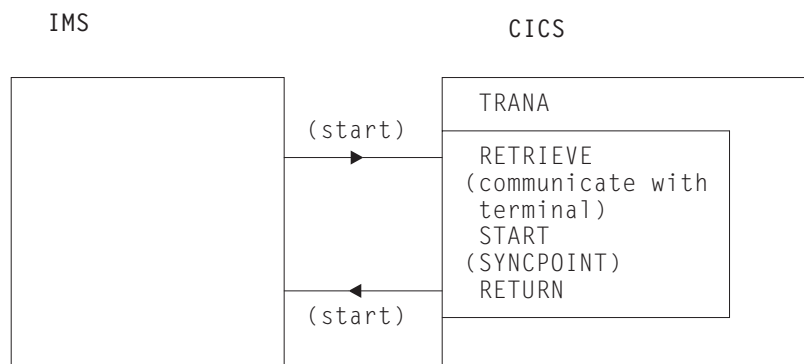 IMS
CICS
TRANA
(start)
RETRIEVE
(communicate with
terminal)
START
(SYNCPOINT)
RETURN
(start)